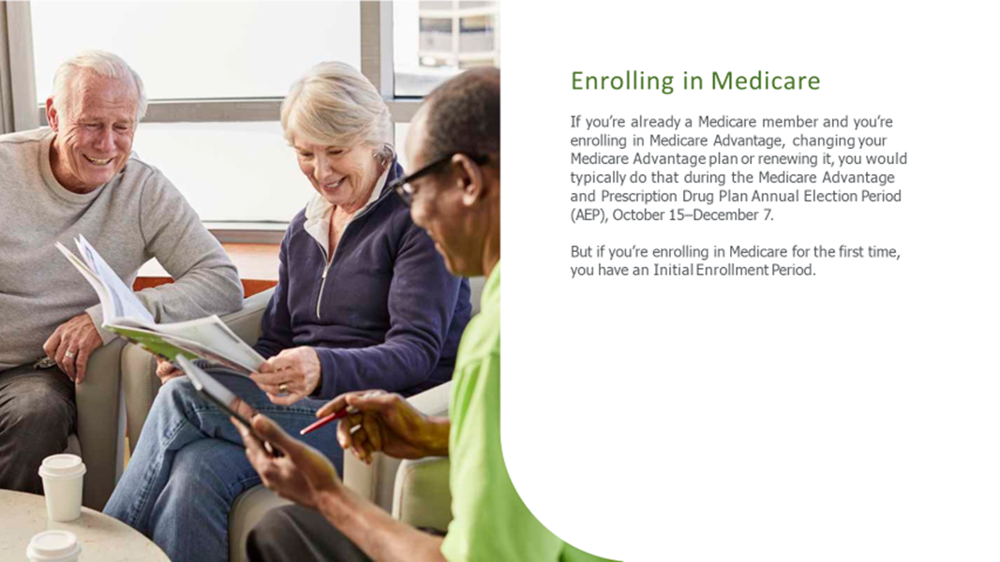 Enrolling in Medicare
If you’re already a Medicare member and you’re
enrolling in Medicare Advantage, changing your
Medicare Advantage plan or renewing it, you would
typically do that during the Medicare Advantage
and Prescription Drug Plan Annual Election Period
(AEP), October 15–December 7.
But if you’re enrolling in Medicare for the first time,
you have an Initial Enrollment Period.